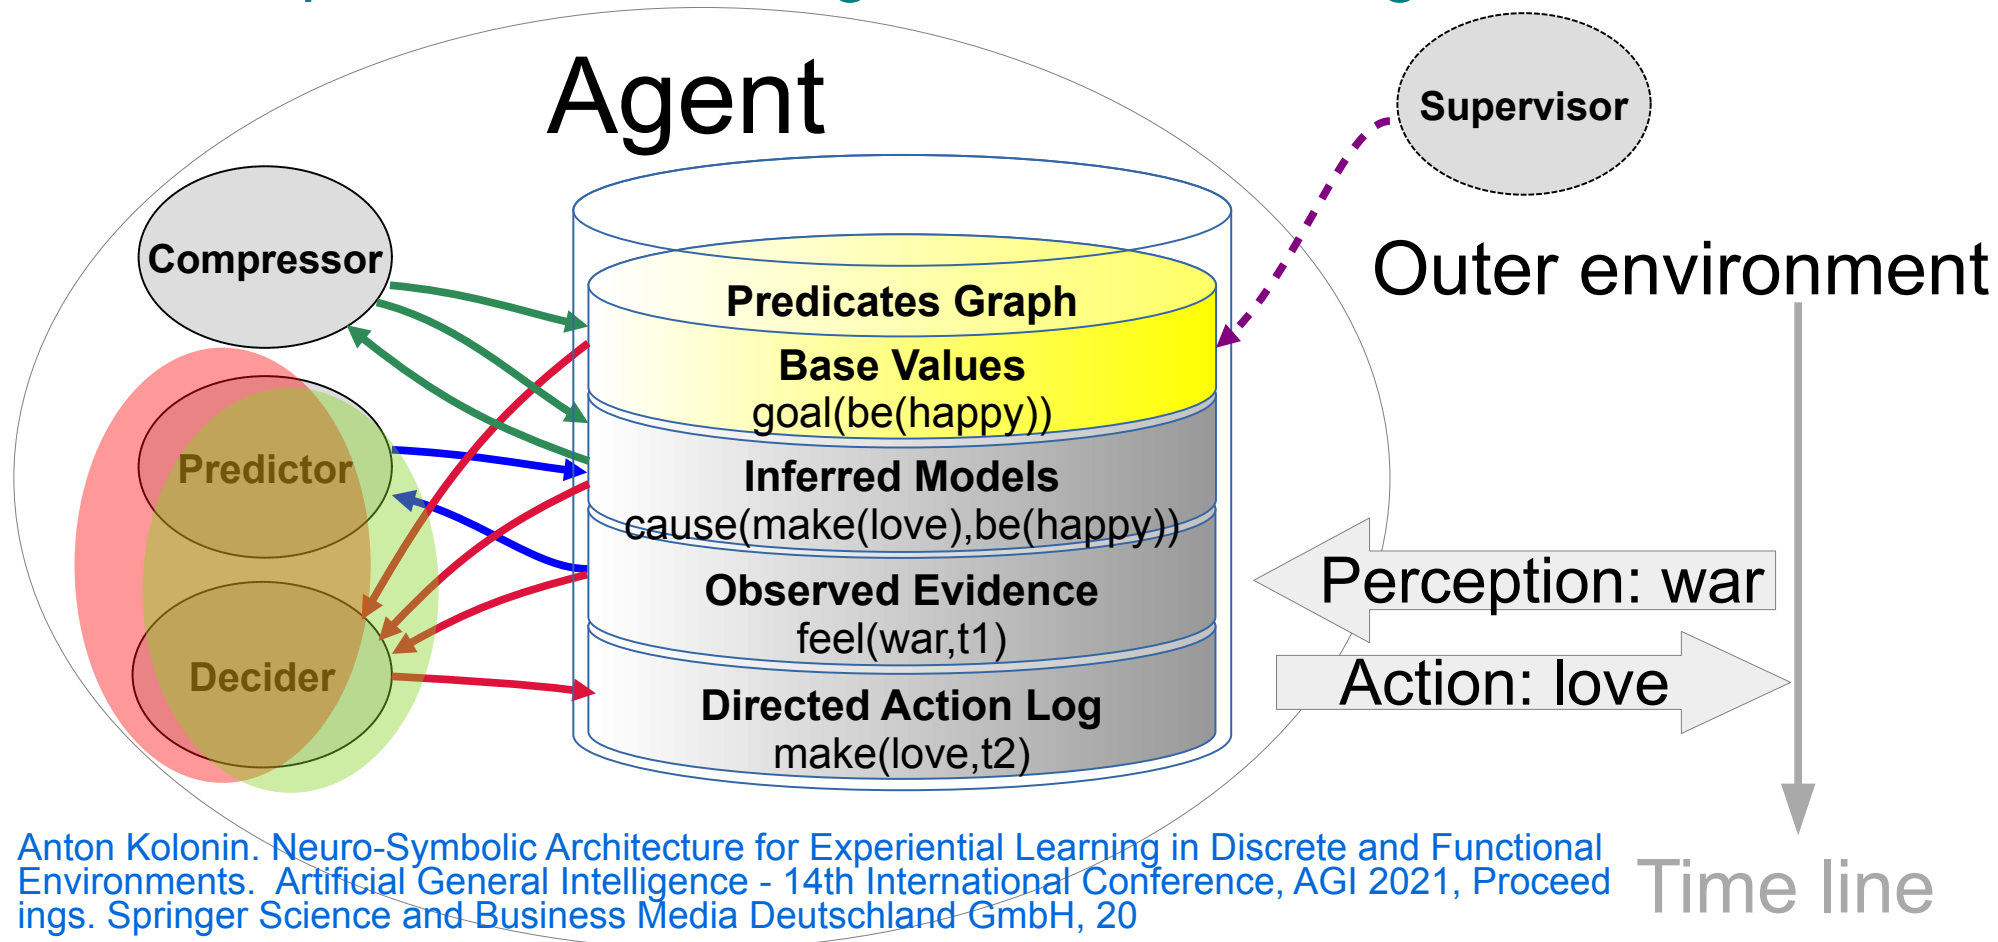 Agent
Supervisor
Compressor
Outer environment
Predicates Graph
Base Values
goal(be(happy))
Predictor
Inferred Models
cause(make(love),be(happy))
Perception: war
Observed Evidence
feel(war,t1)
Action: love
Decider
Directed Action Log
make(love,t2)
Anton Kolonin. Neuro-Symbolic Architecture for Experiential Learning in Discrete and Functional
Environments. Artificial General Intelligence - 14th International Conference, AGI 2021, Proceed
ings. Springer Science and Business Media Deutschland GmbH, 20
Time line